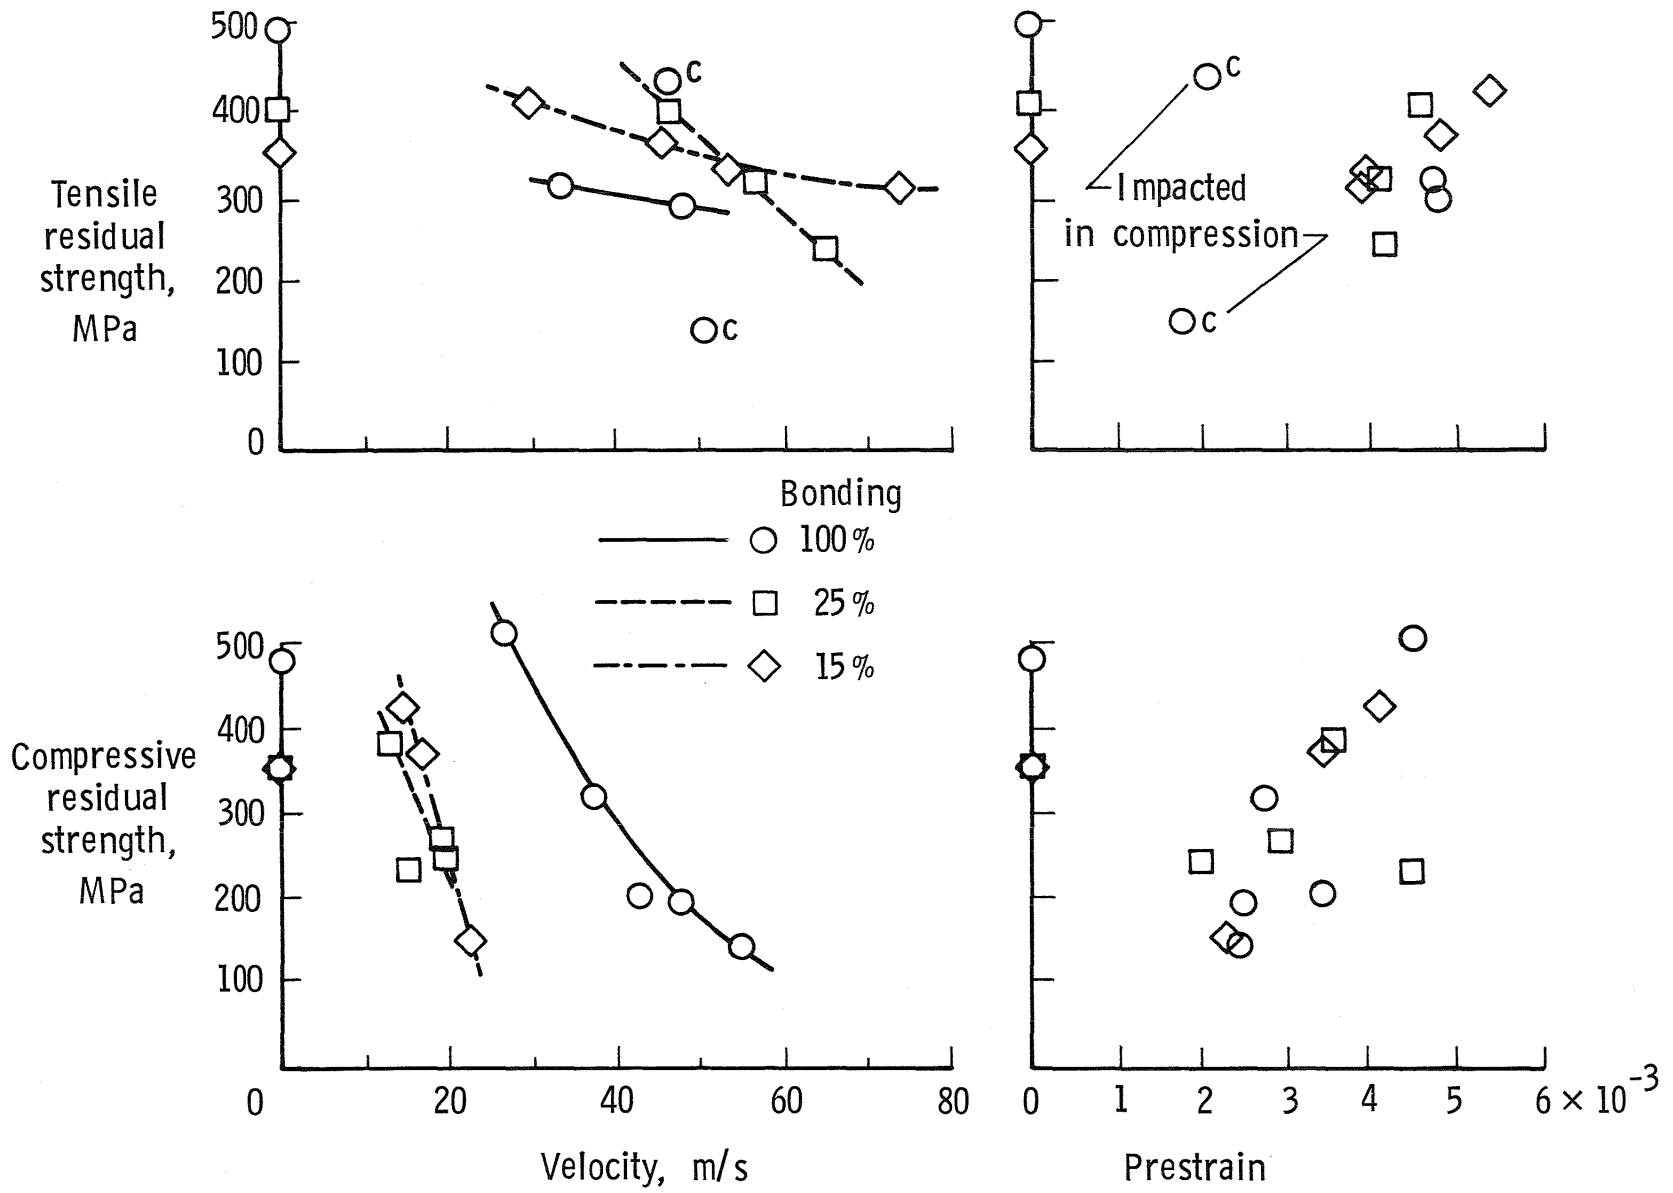 500
400
300
200
100
0
Tensile
residual
strength,
MPa
C
C
C
C
Impacted
in compression
Bonding
100%
25%
15%
500
400
300
200
100
Compressive
residual
strength,
MPa
0 20 40 60 80
0 1 2 3 4 5 6 × 10⁻³
Velocity, m/s
Prestrain